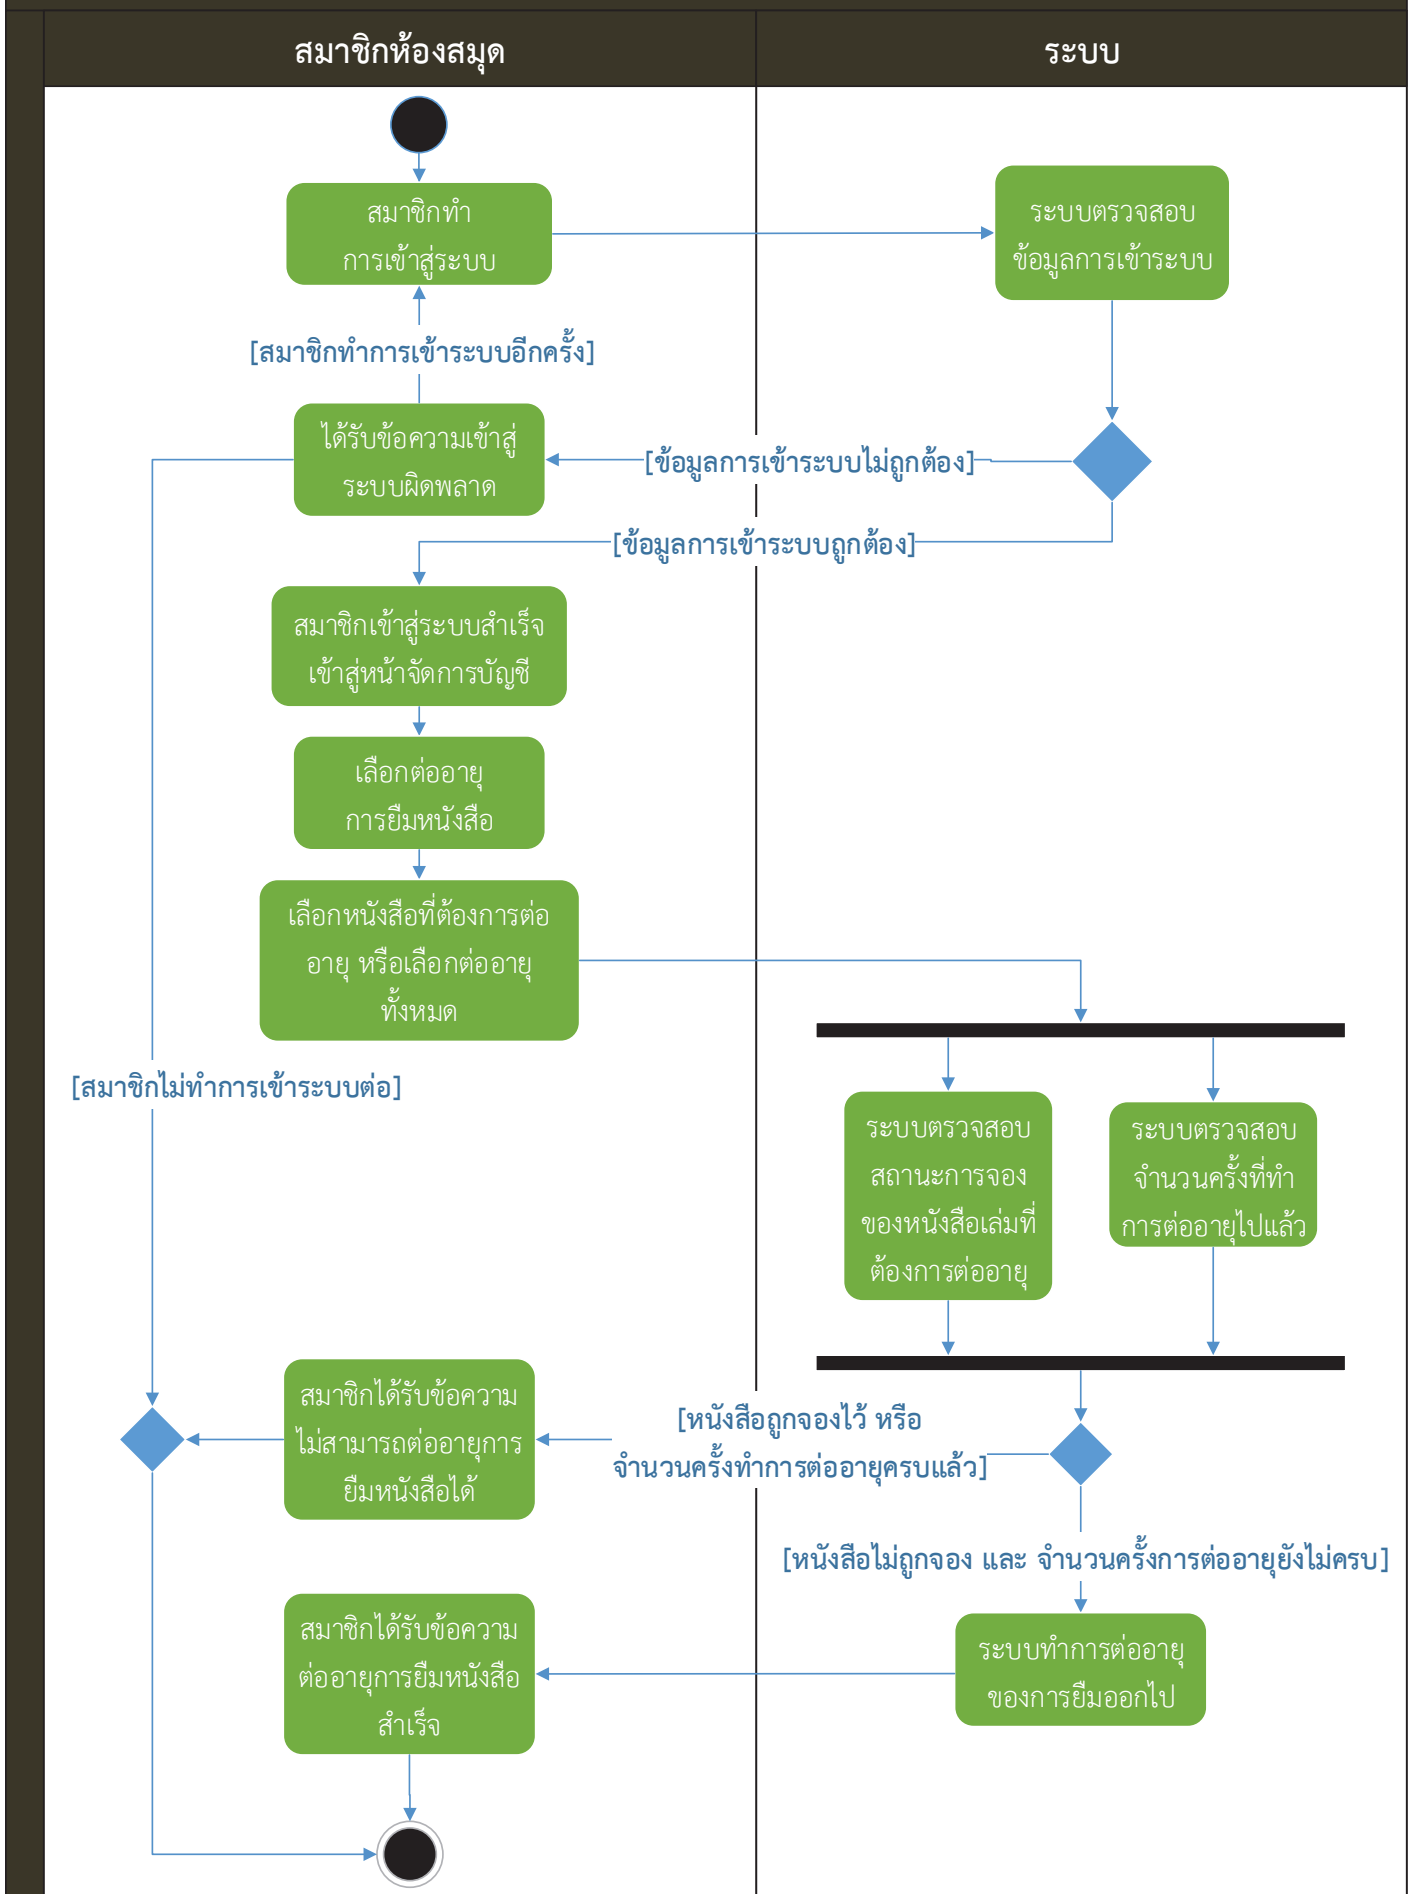 สมาชิกห้องสมุด
ระบบ
สมาชิกทำ
การเข้าสู่ระบบ
ระบบตรวจสอบ
ข้อมูลการเข้าระบบ
[สมาชิกทำการเข้าระบบอีกครั้ง]
ได้รับข้อความเข้าสู่
ระบบผิดพลาด
[ข้อมูลการเข้าระบบไม่ถูกต้อง]
[ข้อมูลการเข้าระบบถูกต้อง]
สมาชิกเข้าสู่ระบบสำเร็จ
เข้าสู่หน้าจัดการบัญชี
เลือกต่ออายุ
การยืมหนังสือ
เลือกหนังสือที่ต้องการต่อ
อายุ หรือเลือกต่ออายุ
ทั้งหมด
[สมาชิกไม่ทำการเข้าระบบต่อ]
ระบบตรวจสอบ
สถานะการจอง
ของหนังสือเล่มที่
ต้องการต่ออายุ
ระบบตรวจสอบ
จำนวนครั้งที่ทำ
การต่ออายุไปแล้ว
สมาชิกได้รับข้อความ
ไม่สามารถต่ออายุการ
ยืมหนังสือได้
[หนังสือถูกจองไว้ หรือ
จำนวนครั้งทำการต่ออายุครบแล้ว]
[หนังสือไม่ถูกจอง และ จำนวนครั้งการต่ออายุยังไม่ครบ]
สมาชิกได้รับข้อความ
ต่ออายุการยืมหนังสือ
สำเร็จ
ระบบทำการต่ออายุ
ของการยืมออกไป